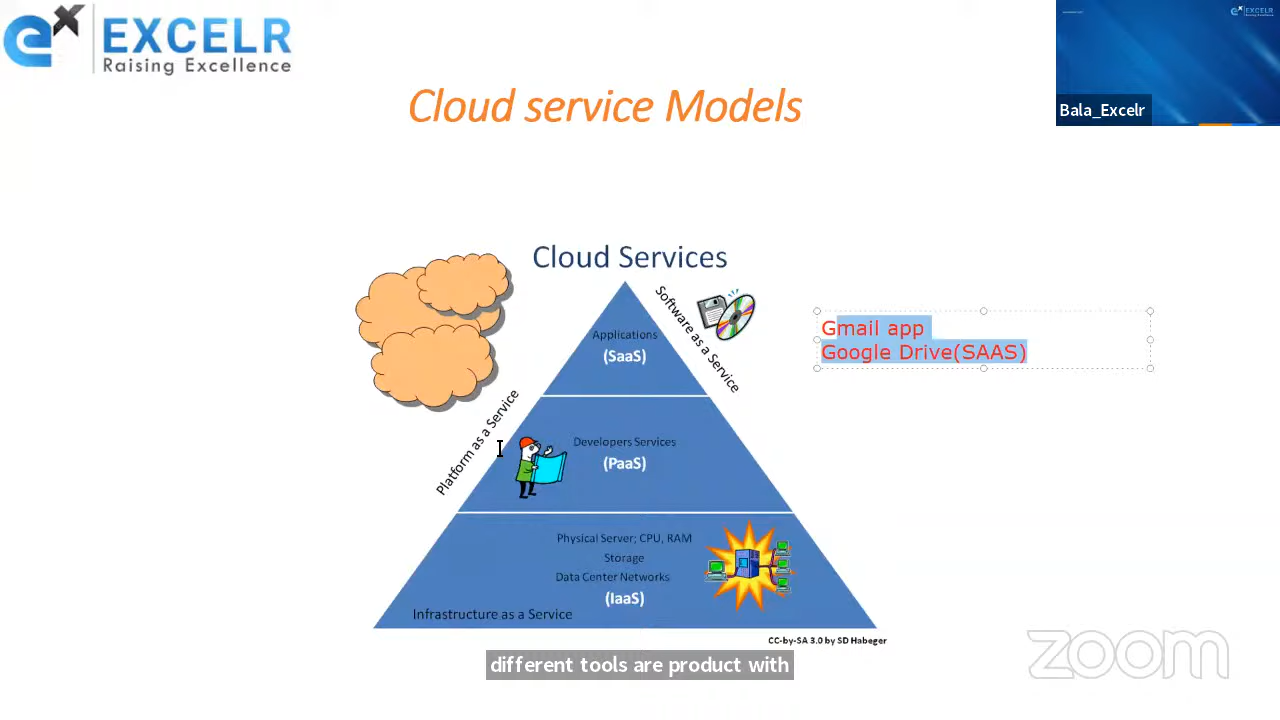 ex EXCELR
Raising Excellence
EXCELR
Bala_Excelr
Cloud service Models
Cloud Services
Software as a Service
Platform as a Service
Applications
(SaaS)
Gmail app
Google Drive(SAAS)
Developers Services
(PaaS)
Physical Server; CPU, RAM
Storage
Data Center Networks
(IaaS)
Infrastructure as a Service
CC-by-SA 3.0 by SD Habeger
different tools are product with
zoom